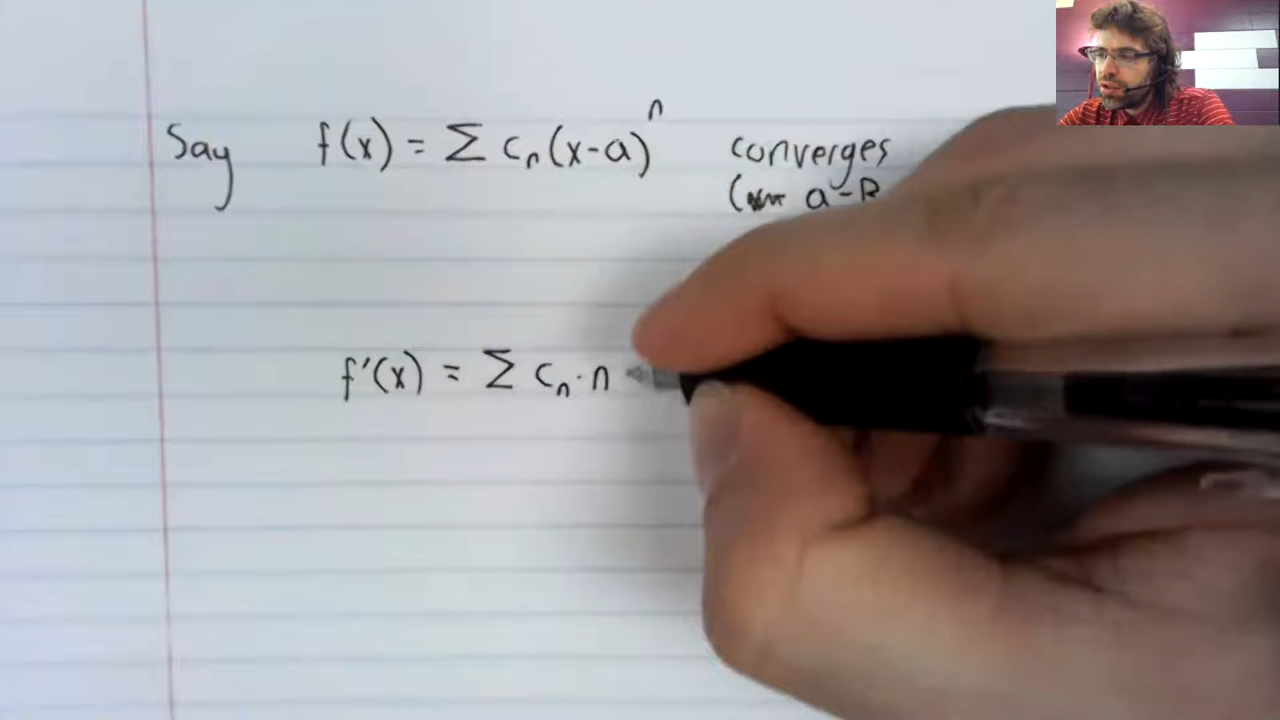 Say f(x) = Σ cₙ(x-a)ⁿ converges
( a-R
f'(x) = Σ cₙ · n